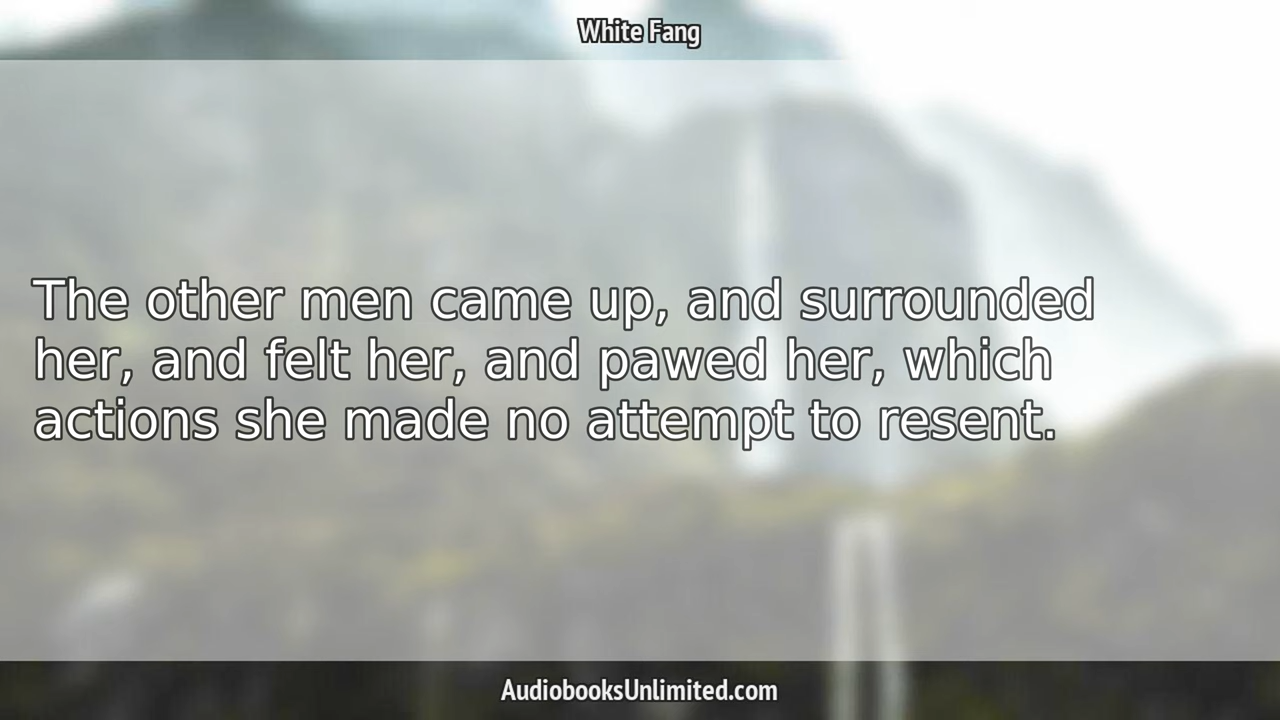 White Fang
The other men came up, and surrounded
her, and felt her, and pawed her, which
actions she made no attempt to resent.
AudiobooksUnlimited.com